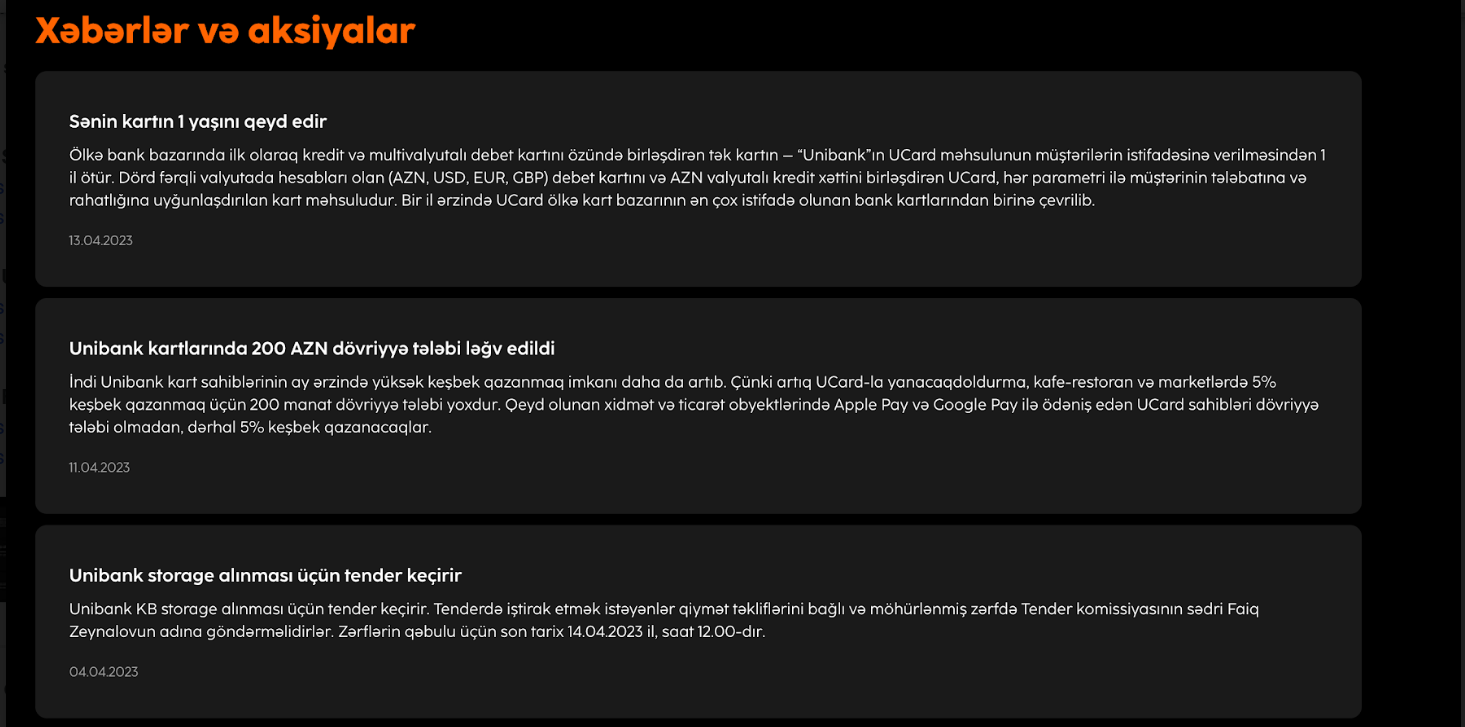 Xəbərlər və aksiyalar
Sənin kartın 1 yaşını qeyd edir
Ölkə bank bazarında ilk olaraq kredit və multivalyutalı debet kartını özündə birləşdirən tək kartın – “Unibank”ın UCard məhsulunun müştərilərin istifadəsinə verilməsindən 1
il ötür. Dörd fərqli valyutada hesabları olan (AZN, USD, EUR, GBP) debet kartını və AZN valyutalı kredit xəttini birləşdirən UCard, hər parametri ilə müştərinin tələbatına və
rahatlığına uyğunlaşdırılan kart məhsuludur. Bir il ərzində UCard ölkə kart bazarının ən çox istifadə olunan bank kartlarından birinə çevrilib.
13.04.2023
Unibank kartlarında 200 AZN dövriyyə tələbi ləğv edildi
İndi Unibank kart sahiblərinin ay ərzində yüksək keşbek qazanmaq imkanı daha da artıb. Çünki artıq UCard-la yanacaqdoldurma, kafe-restoran və marketlərdə 5%
keşbek qazanmaq üçün 200 manat dövriyyə tələbi yoxdur. Qeyd olunan xidmət və ticarət obyektlərində Apple Pay və Google Pay ilə ödəniş edən UCard sahibləri dövriyyə
tələbi olmadan, dərhal 5% keşbek qazanacaqlar.
11.04.2023
Unibank storage alınması üçün tender keçirir
Unibank KB storage alınması üçün tender keçirir. Tenderdə iştirak etmək istəyənlər qiymət təkliflərini bağlı və möhürlənmiş zərfdə Tender komissiyasının sədri Faiq
Zeynalovun adına göndərməlidirlər. Zərflərin qəbulu üçün son tarix 14.04.2023 il, saat 12.00-dır.
04.04.2023